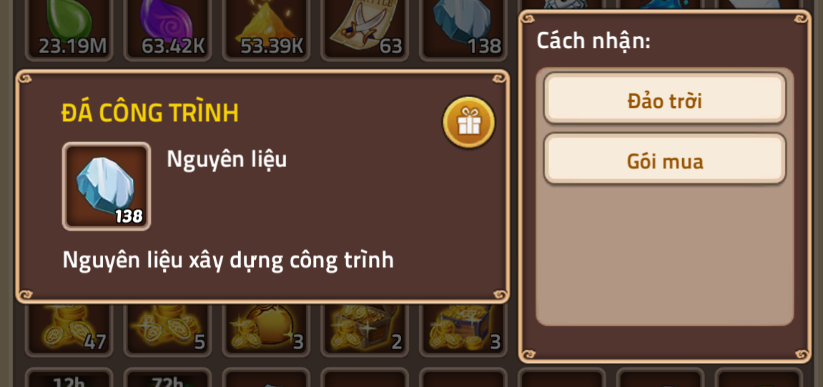 23.19M
63.42K
53.39K
63
138
Cách nhận:
Đảo trời
Gói mua
ĐÁ CÔNG TRÌNH
Nguyên liệu
138
Nguyên liệu xây dựng công trình
47
5
3
2
3
12h
72h